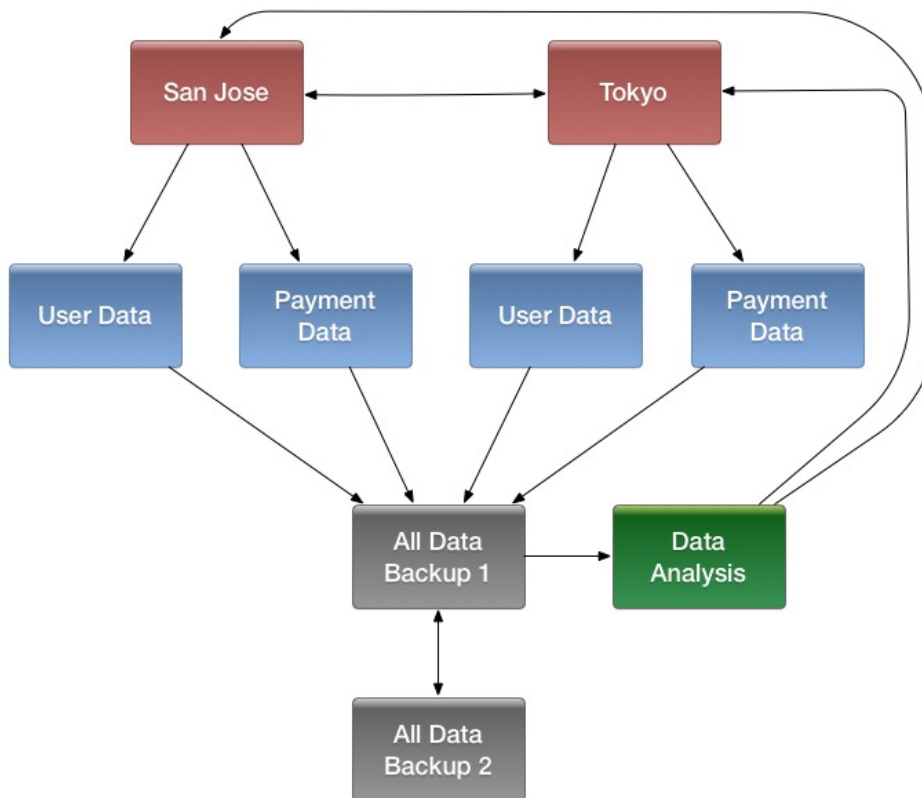 San Jose
Tokyo
User Data
Payment
Data
User Data
Payment
Data
All Data
Backup 1
Data
Analysis
All Data
Backup 2